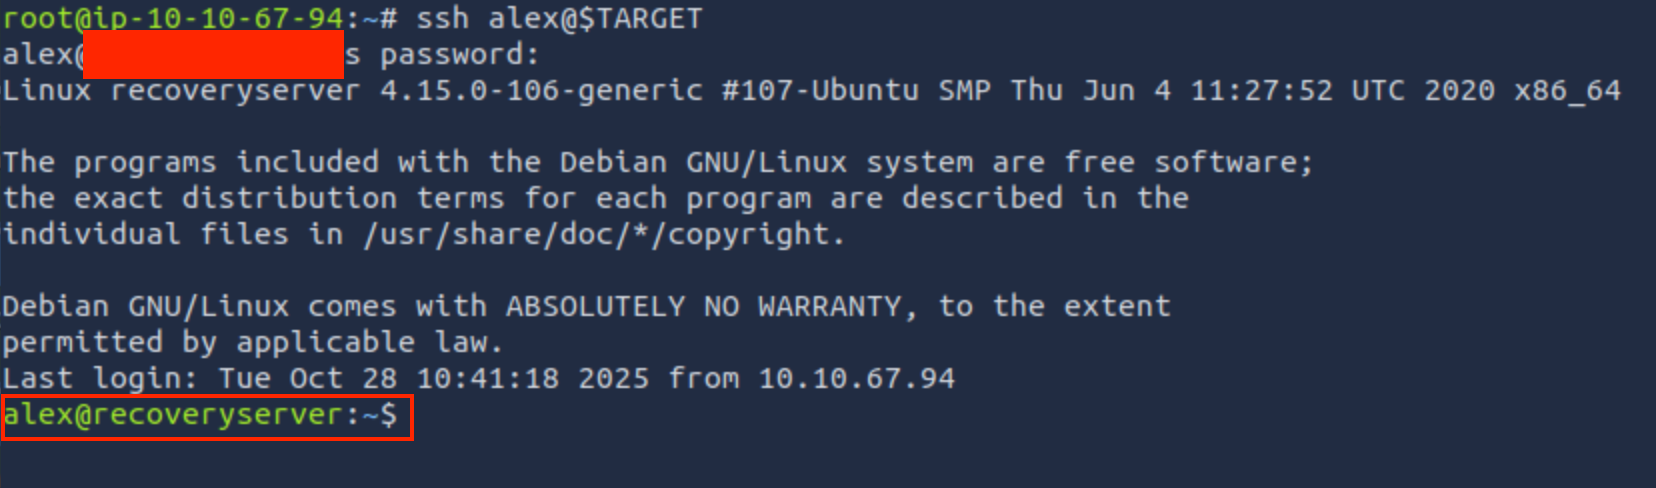 root@ip-10-10-67-94:~# ssh alex@$TARGET
alex@ s password:
Linux recoveryserver 4.15.0-106-generic #107-Ubuntu SMP Thu Jun 4 11:27:52 UTC 2020 x86_64
The programs included with the Debian GNU/Linux system are free software;
the exact distribution terms for each program are described in the
individual files in /usr/share/doc/*/copyright.
Debian GNU/Linux comes with ABSOLUTELY NO WARRANTY, to the extent
permitted by applicable law.
Last login: Tue Oct 28 10:41:18 2025 from 10.10.67.94
alex@recoveryserver:~$